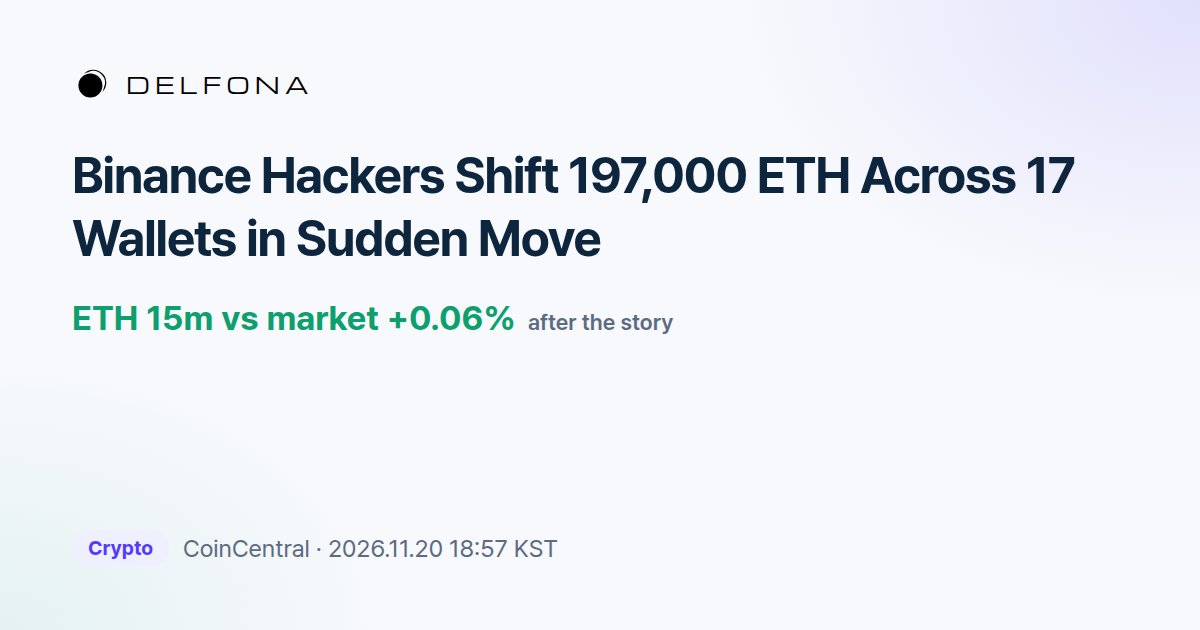 DELFONA
Binance Hackers Shift 197,000 ETH Across 17
Wallets in Sudden Move
ETH 15m vs market +0.06% after the story
Crypto CoinCentral · 2026.11.20 18:57 KST